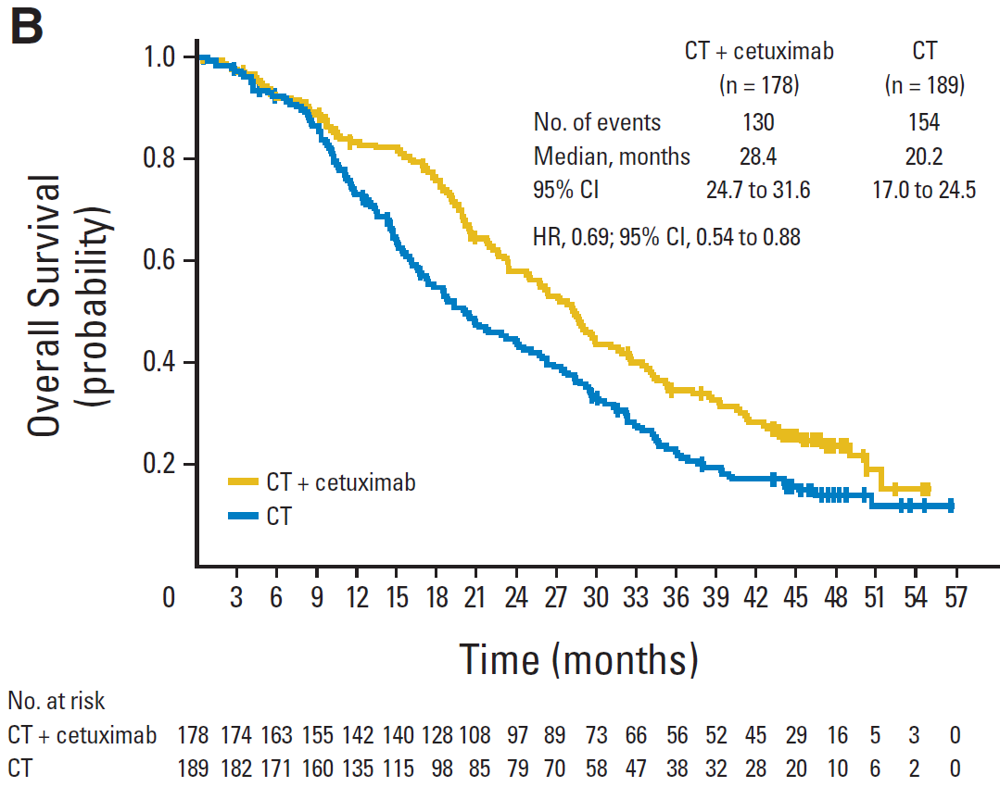 B
CT + cetuximab CT
(n = 178) (n = 189)
No. of events 130 154
Median, months 28.4 20.2
95% CI 24.7 to 31.6 17.0 to 24.5
HR, 0.69; 95% CI, 0.54 to 0.88
Overall Survival
(probability)
1.0
0.8
0.6
0.4
0.2
CT + cetuximab
CT
0 3 6 9 12 15 18 21 24 27 30 33 36 39 42 45 48 51 54 57
Time (months)
No. at risk
CT + cetuximab 178 174 163 155 142 140 128 108 97 89 73 66 56 52 45 29 16 5 3 0
CT 189 182 171 160 135 115 98 85 79 70 58 47 38 32 28 20 10 6 2 0